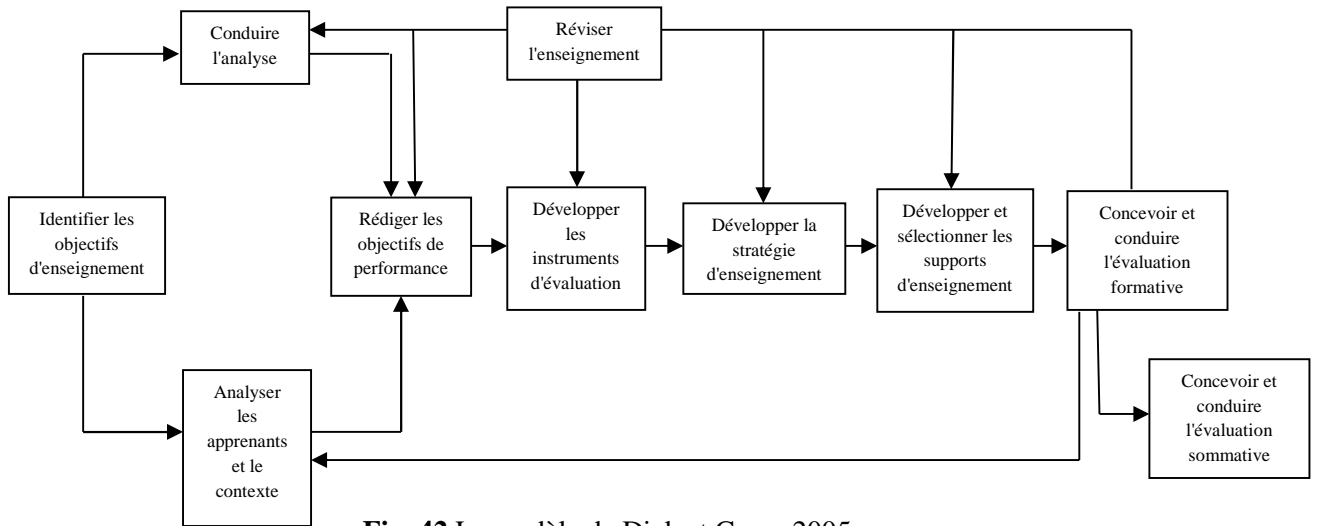 Conduire
l'analyse
Réviser
l'enseignement
Identifier les
objectifs
d'enseignement
Rédiger les
objectifs de
performance
Développer
les
instruments
d'évaluation
Développer la
stratégie
d'enseignement
Développer et
sélectionner les
supports
d'enseignement
Concevoir et
conduire
l'évaluation
formative
Analyser
les
apprenants
et le
contexte
Concevoir et
conduire
l'évaluation
sommative